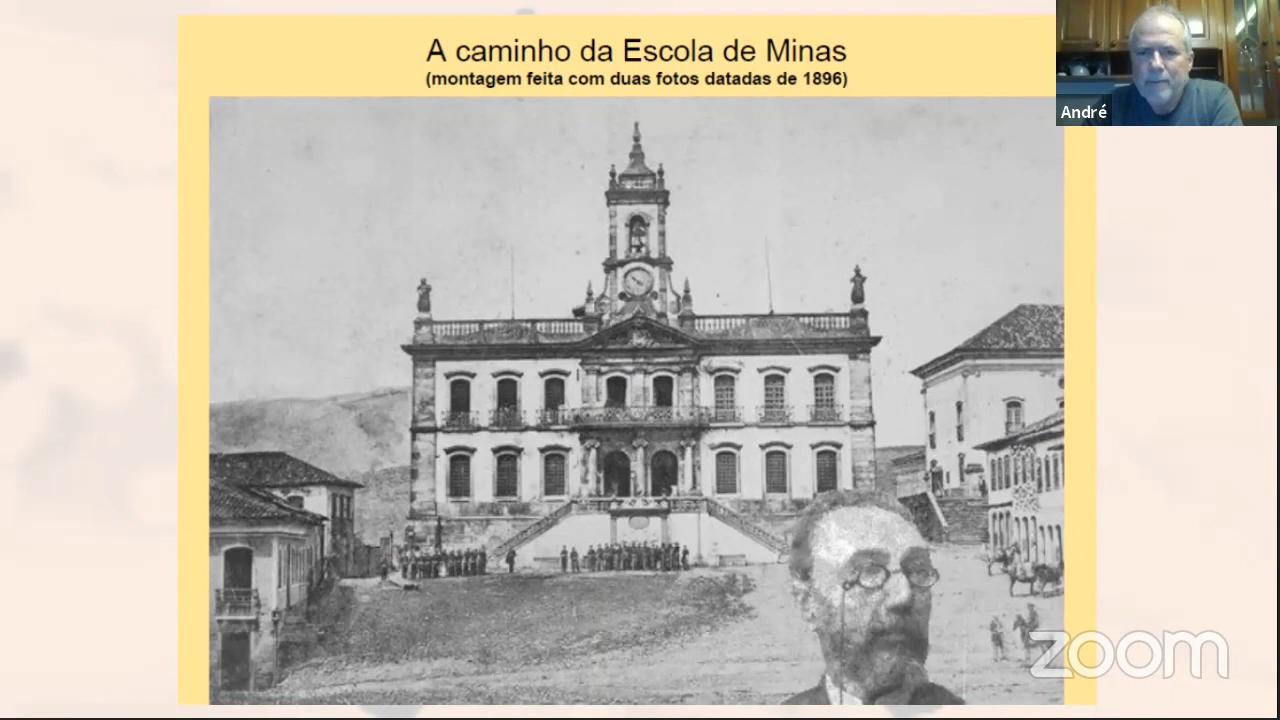 A caminho da Escola de Minas
(montagem feita com duas fotos datadas de 1896)
André
zoom